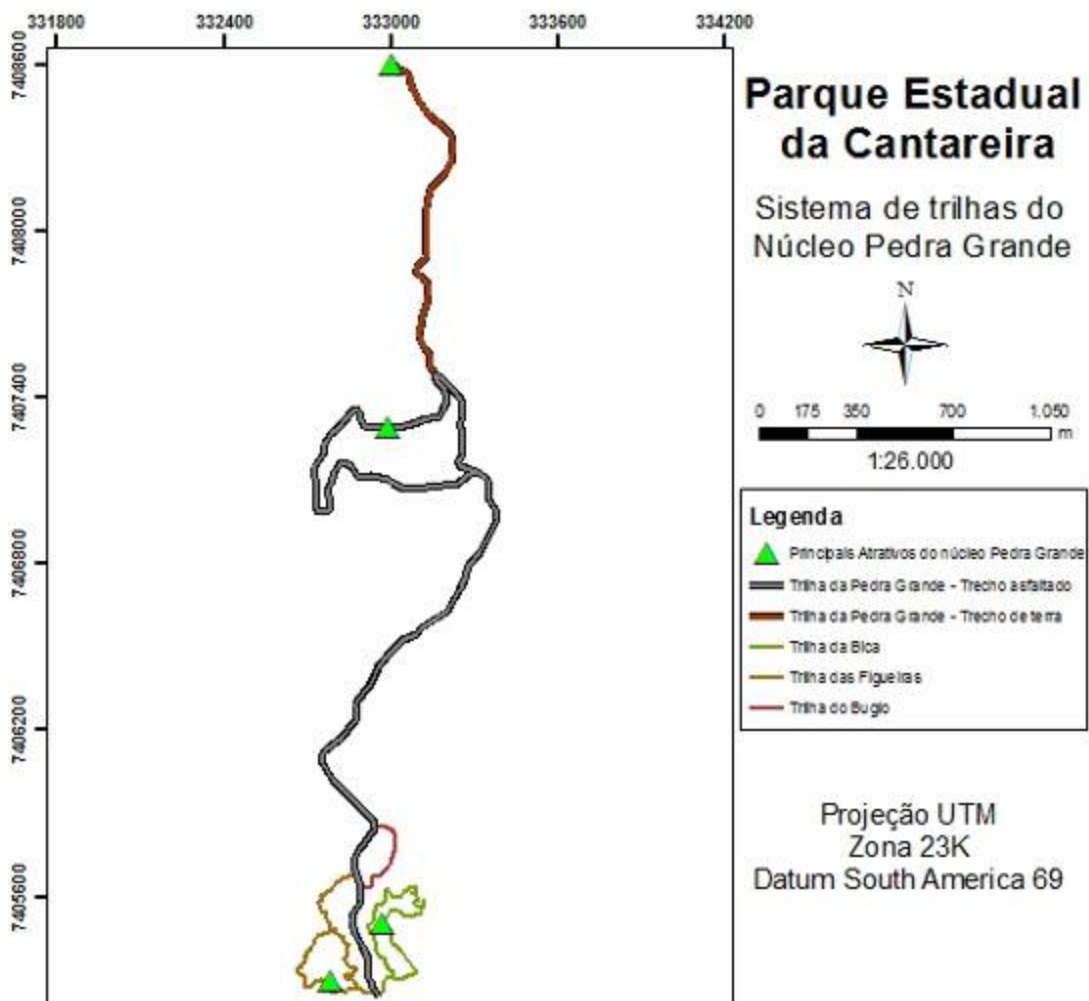 331800 332400 333000 333600 334200
7408600
7408000
7407400
7406800
7406200
7405600
Parque Estadual
da Cantareira
Sistema de trilhas do
Núcleo Pedra Grande
N
0 175 350 700 1.050
m
1:26.000
Legenda
Principais Atrativos do núcleo Pedra Grande
Trilha da Pedra Grande - Trecho asfaltado
Trilha da Pedra Grande - Trecho de terra
Trilha da Bica
Trilha das Figueiras
Trilha do Bugio
Projeção UTM
Zona 23K
Datum South America 69